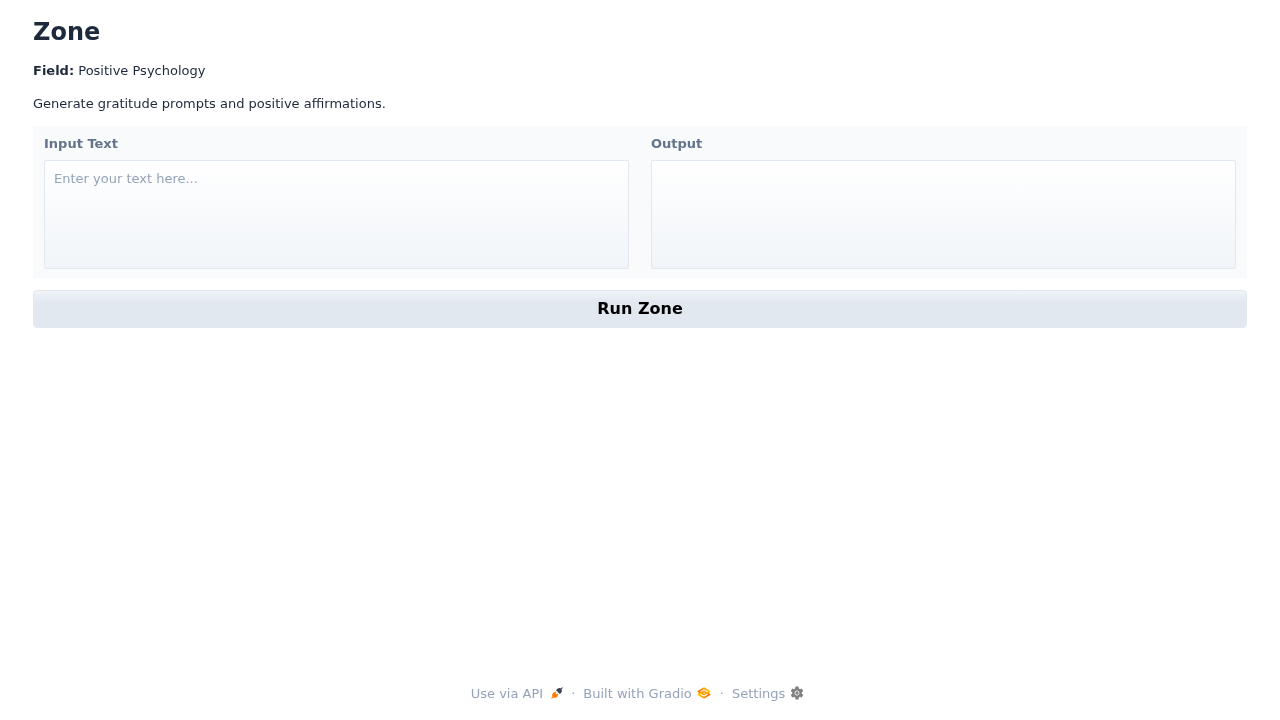 Zone
Field: Positive Psychology
Generate gratitude prompts and positive affirmations.
Input Text
Output
Enter your text here...
Run Zone
Use via API · Built with Gradio · Settings